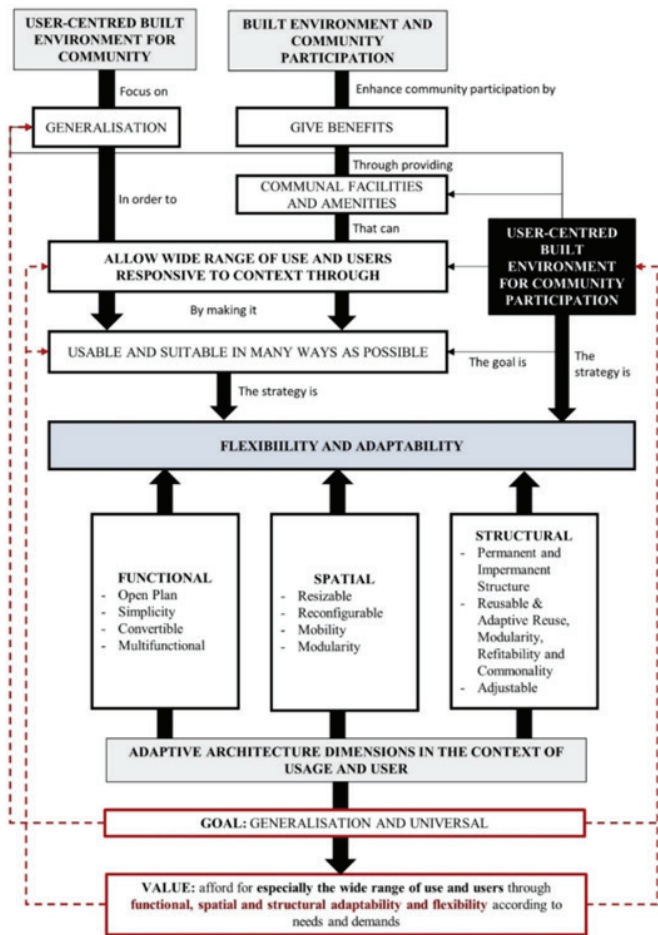 USER-CENTRED BUILT
ENVIRONMENT FOR
COMMUNITY
BUILT ENVIRONMENT AND
COMMUNITY
PARTICIPATION
Focus on
Enhance community participation by
GENERALISATION
GIVE BENEFITS
Through providing
In order to
COMMUNAL FACILITIES
AND AMENITIES
That can
USER-CENTRED
BUILT
ENVIRONMENT
FOR COMMUNITY
PARTICIPATION
ALLOW WIDE RANGE OF USE AND USERS
RESPONSIVE TO CONTEXT THROUGH
By making it
USABLE AND SUITABLE IN MANY WAYS AS POSSIBLE
The goal is
The
strategy is
The strategy is
FLEXIBIILITY AND ADAPTABILITY
FUNCTIONAL
- Open Plan
- Simplicity
- Convertible
- Multifunctional
SPATIAL
- Resizable
- Reconfigurable
- Mobility
- Modularity
STRUCTURAL
- Permanent and
Impermanent
Structure
- Reusable &
Adaptive Reuse,
Modularity,
Refitability and
Commonality
- Adjustable
ADAPTIVE ARCHITECTURE DIMENSIONS IN THE CONTEXT OF
USAGE AND USER
GOAL: GENERALISATION AND UNIVERSAL
VALUE: afford for especially the wide range of use and users through
functional, spatial and structural adaptability and flexibility according to
needs and demands